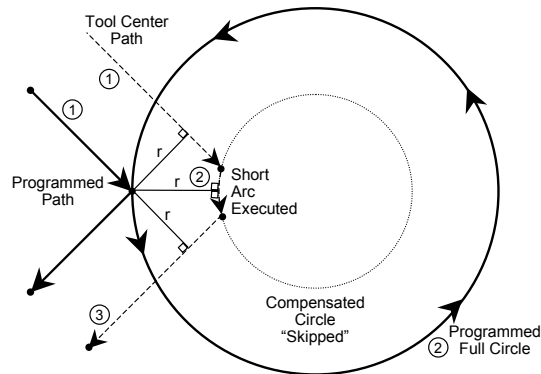 Tool Center
Path
1
1
r
Programmed
Path
r
2
Short
Arc
Executed
r
3
Compensated
Circle
“Skipped”
2
Programmed
Full Circle